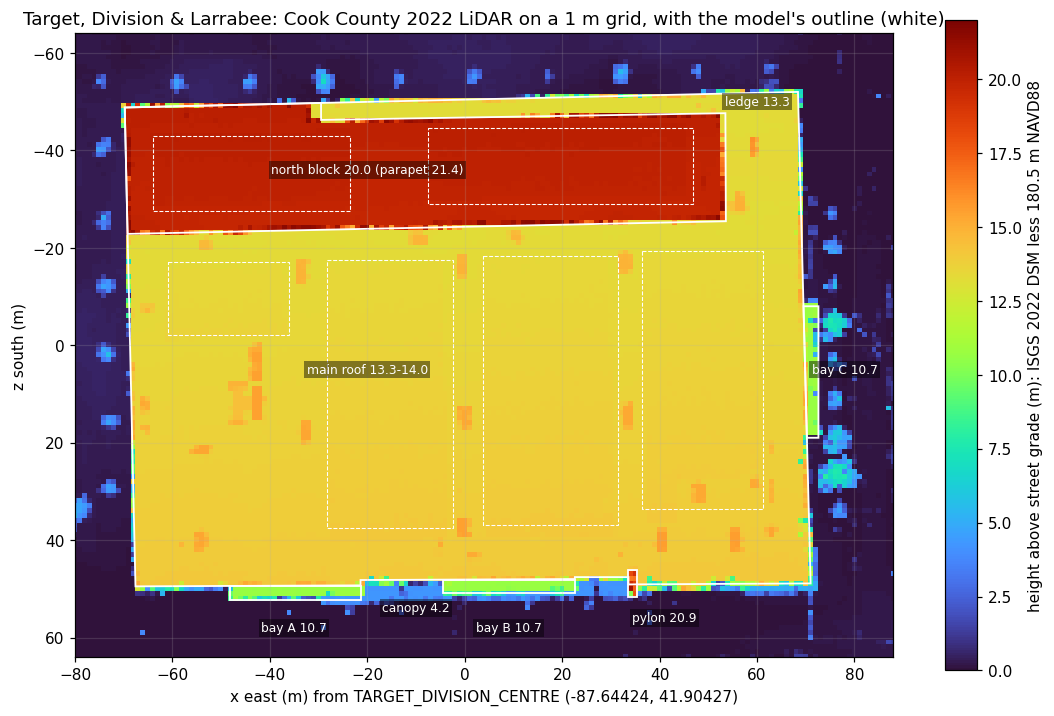 Target, Division & Larrabee: Cook County 2022 LiDAR on a 1 m grid, with the model's outline (white)
−60
−40
−20
0
20
40
60
z south (m)
−80
−60
−40
−20
0
20
40
60
80
x east (m) from TARGET_DIVISION_CENTRE (-87.64424, 41.90427)
ledge 13.3
north block 20.0 (parapet 21.4)
main roof 13.3-14.0
bay C 10.7
canopy 4.2
pylon 20.9
bay A 10.7
bay B 10.7
20.0
17.5
15.0
12.5
10.0
7.5
5.0
2.5
0.0
height above street grade (m): ISGS 2022 DSM less 180.5 m NAVD88